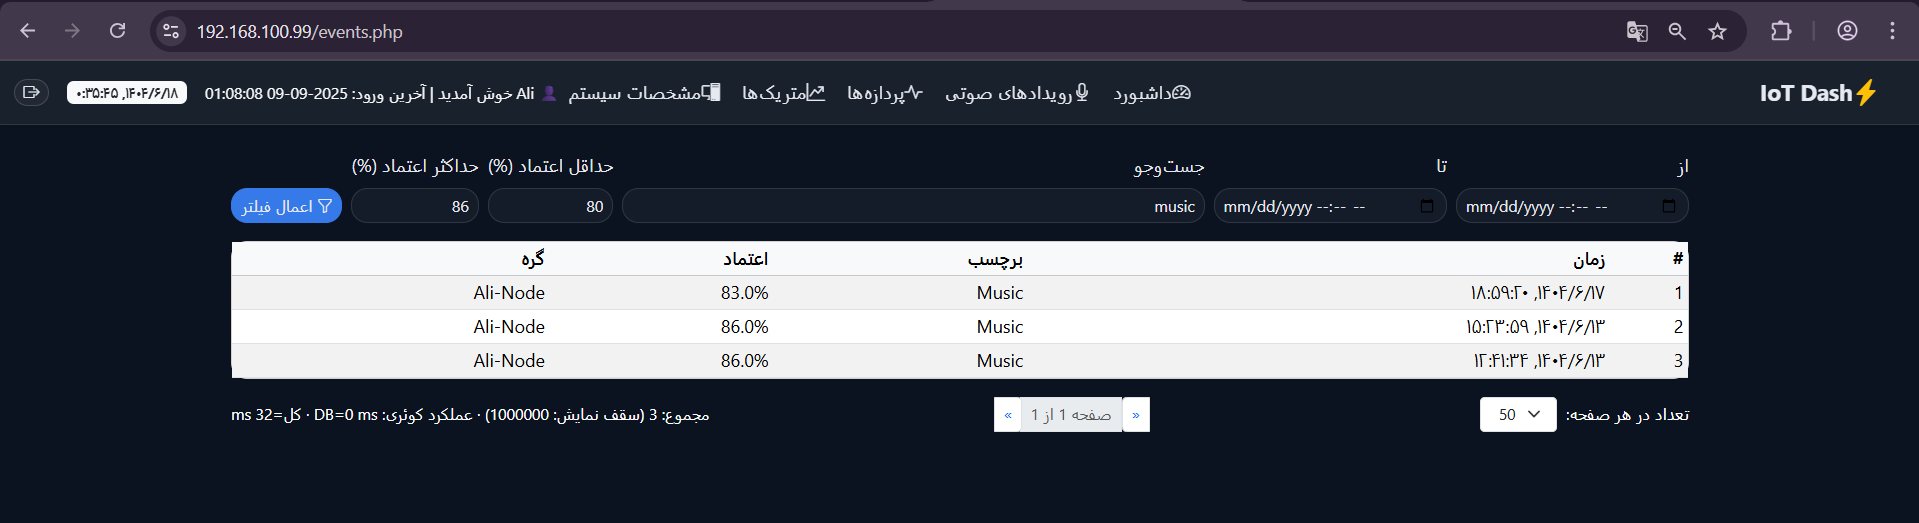 192.168.100.99/events.php
IoT Dash⚡
داشبورد
رویدادهای صوتی
پردازه‌ها
متریک‌ها
مشخصات سیستم
Ali خوش آمدید | آخرین ورود: 2025-09-09 01:08:08
۱۴۰۴/۶/۱۸, ۰:۳۵:۴۵
از
تا
جست‌وجو
حداقل اعتماد (%)
حداکثر اعتماد (%)
mm/dd/yyyy --:-- --
mm/dd/yyyy --:-- --
music
80
86
اعمال فیلتر
# زمان برچسب اعتماد گره
1 ۱۴۰۴/۶/۱۷, ۱۸:۵۹:۲۰ Music 83.0% Ali-Node
2 ۱۴۰۴/۶/۱۳, ۱۵:۲۳:۵۹ Music 86.0% Ali-Node
3 ۱۴۰۴/۶/۱۳, ۱۲:۴۱:۳۴ Music 86.0% Ali-Node
تعداد در هر صفحه: 50
« صفحه 1 از 1 »
مجموع: 3 (سقف نمایش: 1000000) · عملکرد کوئری: DB=0 ms · کل=32 ms